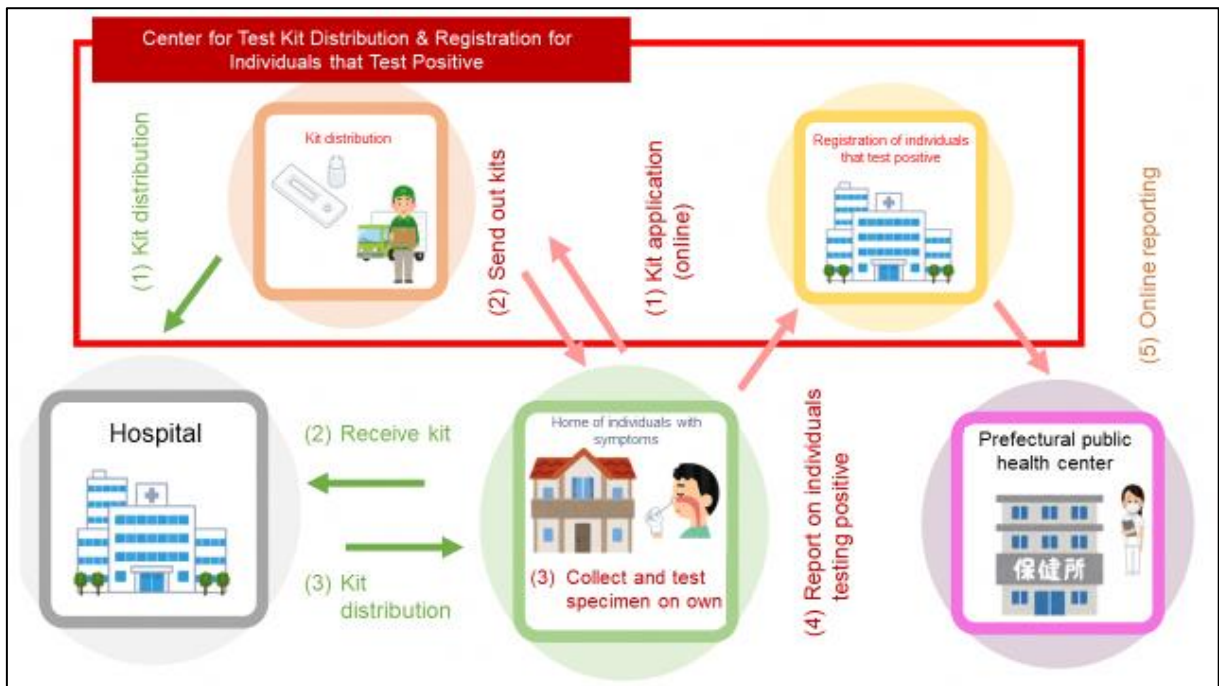 Center for Test Kit Distribution & Registration for
Individuals that Test Positive
(1) Kit distribution
Kit distribution
(2) Send out kits
(1) Kit application
(online)
Registration of individuals
that test positive
(5) Online reporting
Hospital
(2) Receive kit
(3) Kit
distribution
Home of individuals with
symptoms
(3) Collect and test
specimen on own
(4) Report on individuals
testing positive
Prefectural public
health center
保健所